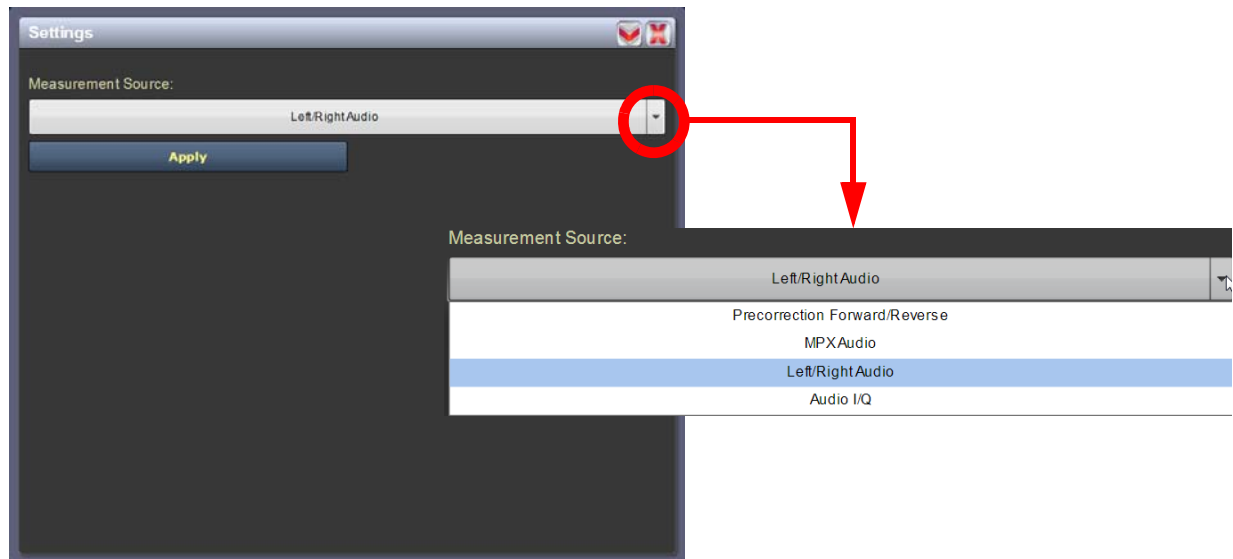 Settings
Measurement Source:
Left/Right Audio
Apply
Measurement Source:
Left/Right Audio
Precorrection Forward/Reverse
MPX Audio
Left/Right Audio
Audio I/Q